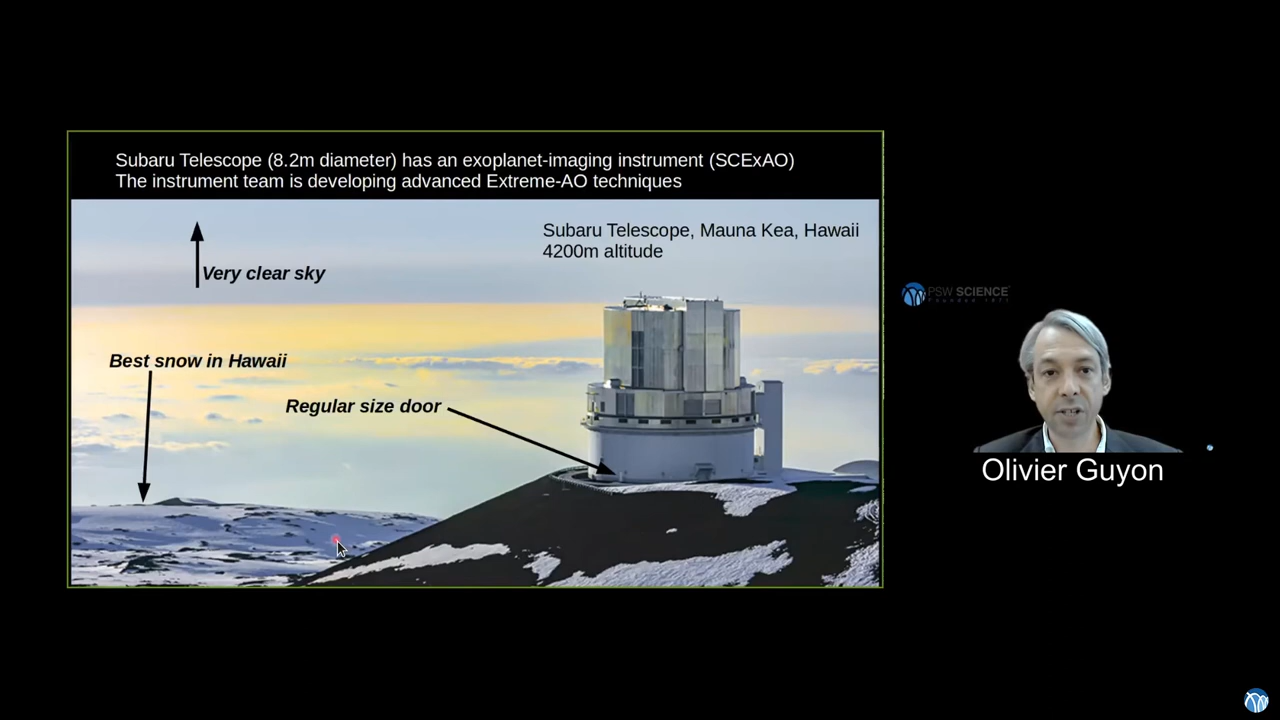 Subaru Telescope (8.2m diameter) has an exoplanet-imaging instrument (SCExAO)
The instrument team is developing advanced Extreme-AO techniques
Subaru Telescope, Mauna Kea, Hawaii
4200m altitude
Very clear sky
Best snow in Hawaii
Regular size door
PSW SCIENCE
Founded 1871
Olivier Guyon